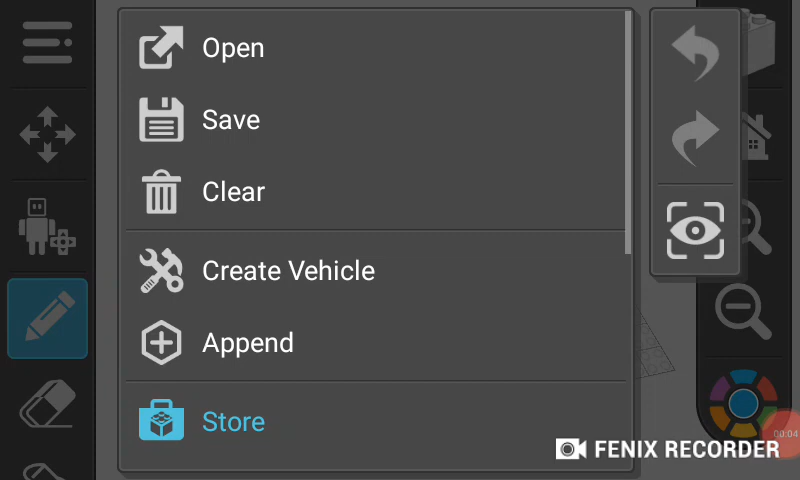 Open
Save
Clear
Create Vehicle
Append
Store
00:04
FENIX RECORDER